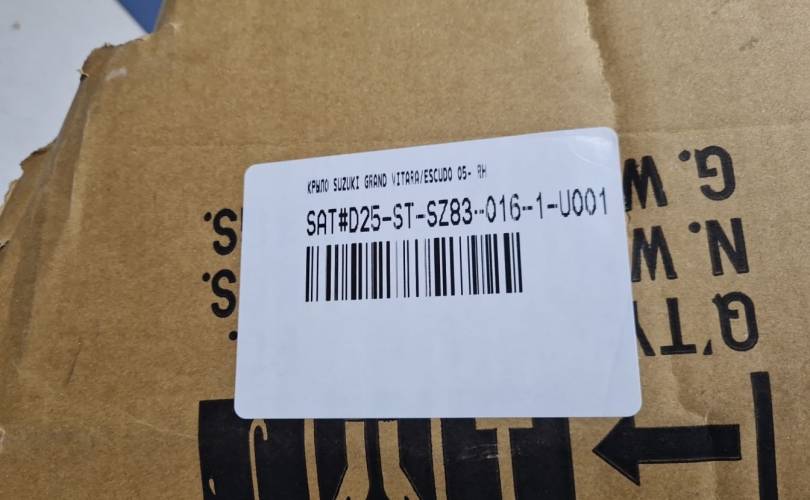 КРЫЛО SUZUKI GRAND VITARA/ESCUDO 05- RH
SAT#D25-ST-SZ83-016-1-U001
G.W
N.W
Q'TY
S.
S.